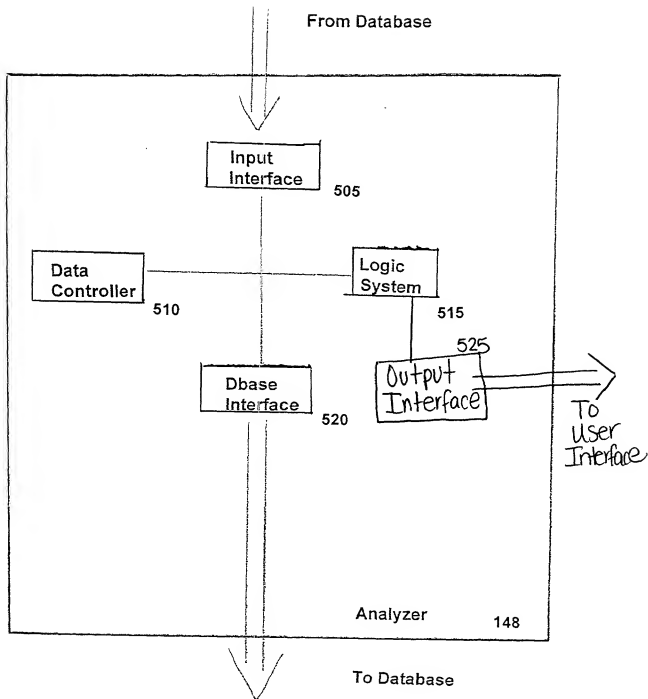 From Database
Input
Interface
505
Data
Controller
510
Logic
System
515
525
Output
Interface
Dbase
Interface
520
To
User
Interface
Analyzer
148
To Database